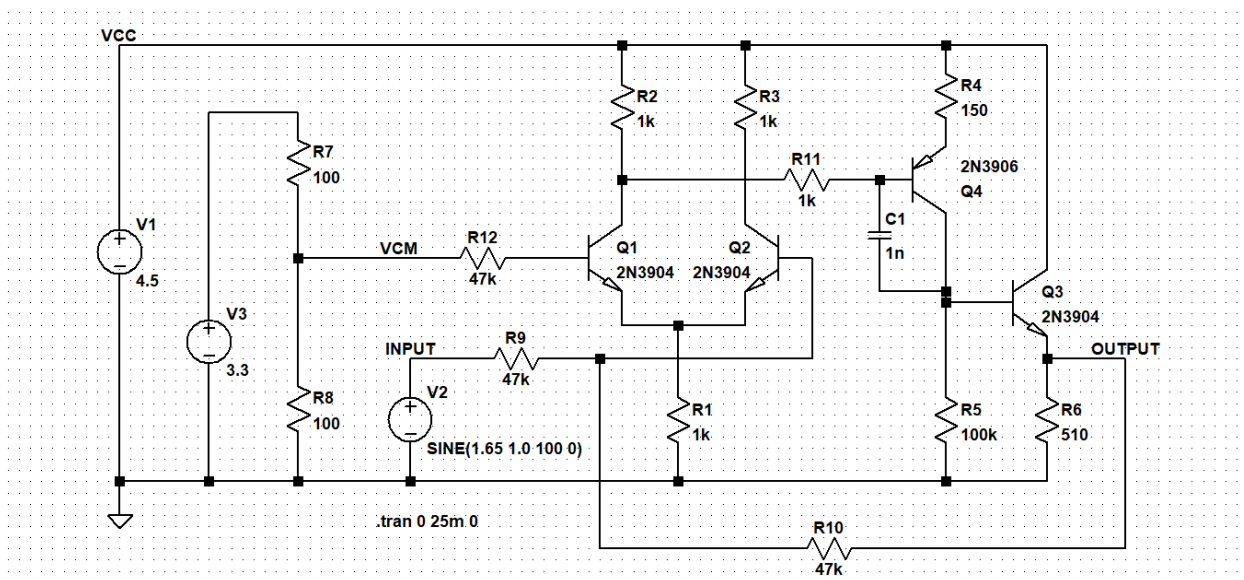 VCC
R2
1k
R3
1k
R4
150
R7
100
R11
1k
2N3906
Q4
V1
4.5
VCM
R12
47k
Q1
2N3904
Q2
2N3904
C1
1n
Q3
2N3904
V3
3.3
INPUT
R9
47k
OUTPUT
V2
SINE(1.65 1.0 100 0)
R8
100
R1
1k
R5
100k
R6
510
.tran 0 25m 0
R10
47k
+
−
+
−
+
−